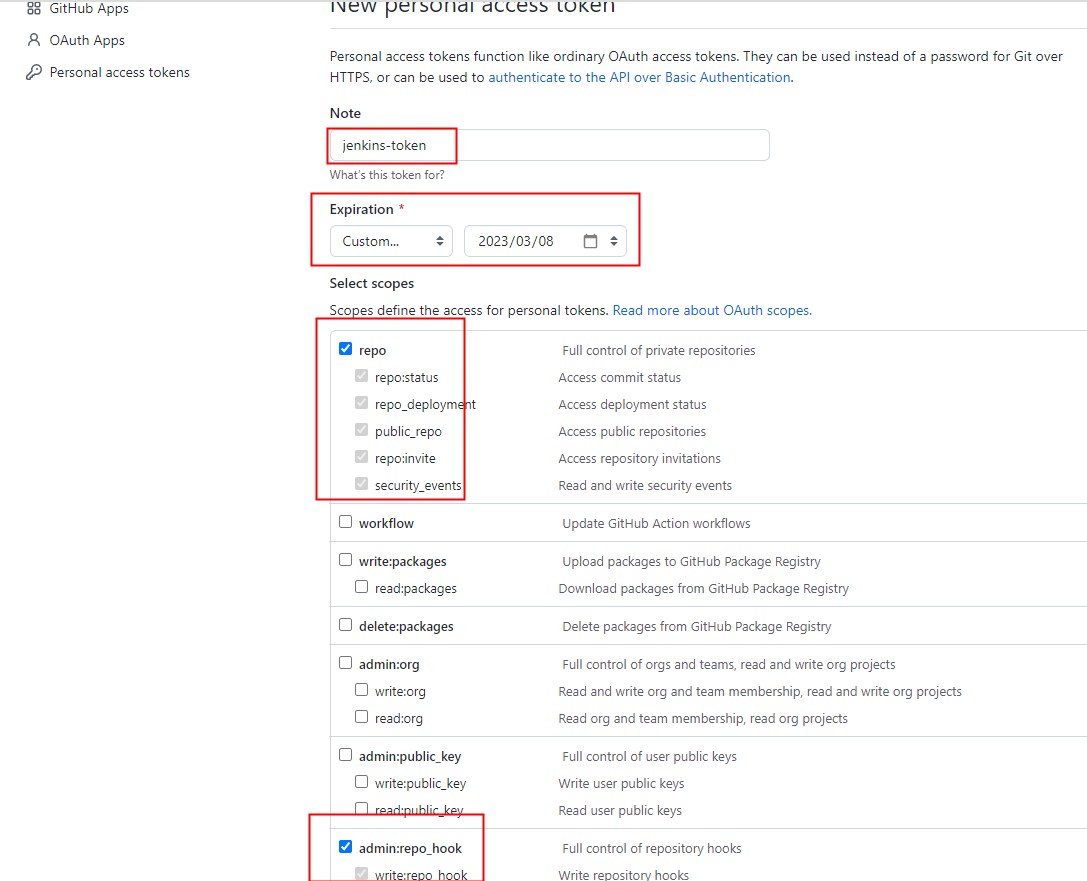 GitHub Apps
OAuth Apps
Personal access tokens
New personal access token
Personal access tokens function like ordinary OAuth access tokens. They can be used instead of a password for Git over
HTTPS, or can be used to authenticate to the API over Basic Authentication.
Note
jenkins-token
What's this token for?
Expiration *
Custom... 2023/03/08
Select scopes
Scopes define the access for personal tokens. Read more about OAuth scopes.
repo Full control of private repositories
repo:status Access commit status
repo_deployment Access deployment status
public_repo Access public repositories
repo:invite Access repository invitations
security_events Read and write security events
workflow Update GitHub Action workflows
write:packages Upload packages to GitHub Package Registry
read:packages Download packages from GitHub Package Registry
delete:packages Delete packages from GitHub Package Registry
admin:org Full control of orgs and teams, read and write org projects
write:org Read and write org and team membership, read and write org projects
read:org Read org and team membership, read org projects
admin:public_key Full control of user public keys
write:public_key Write user public keys
read:public_key Read user public keys
admin:repo_hook Full control of repository hooks
write:repo_hook Write repository hooks